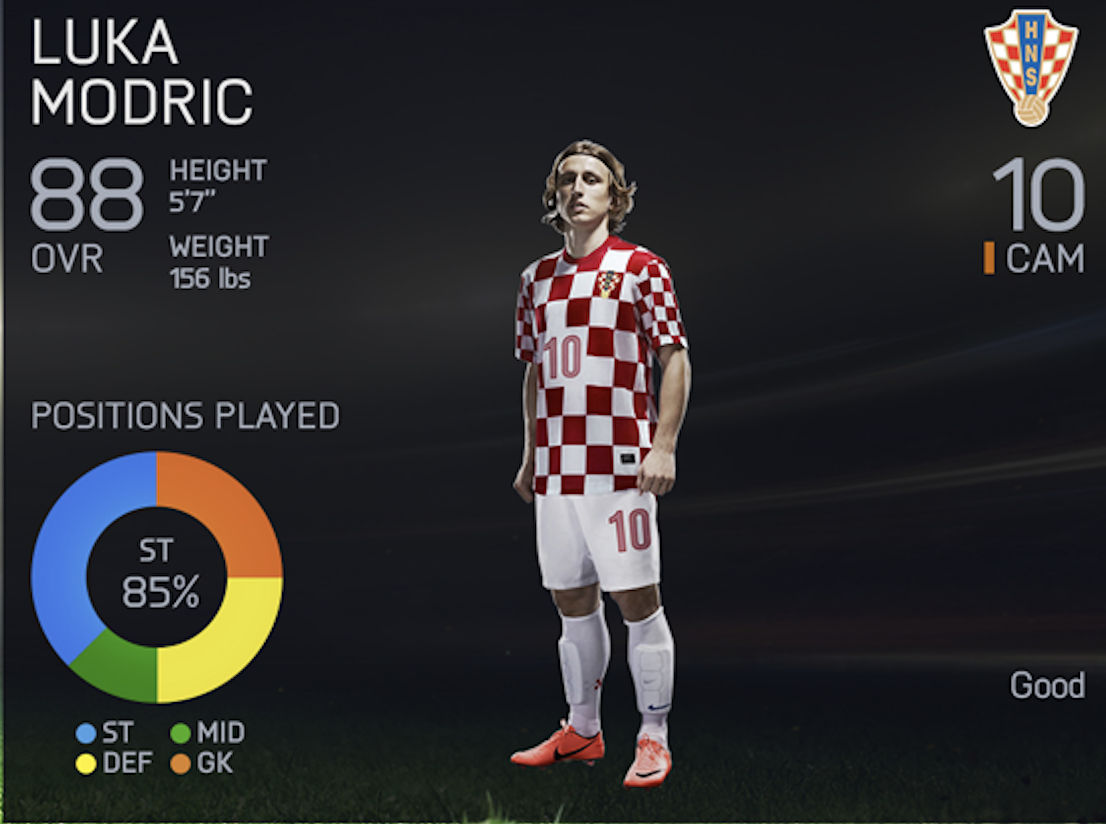 LUKA
MODRIC
88
OVR
HEIGHT
5'7"
WEIGHT
156 lbs
HNS
10
CAM
POSITIONS PLAYED
ST
85%
ST
MID
DEF
GK
10
10
Good